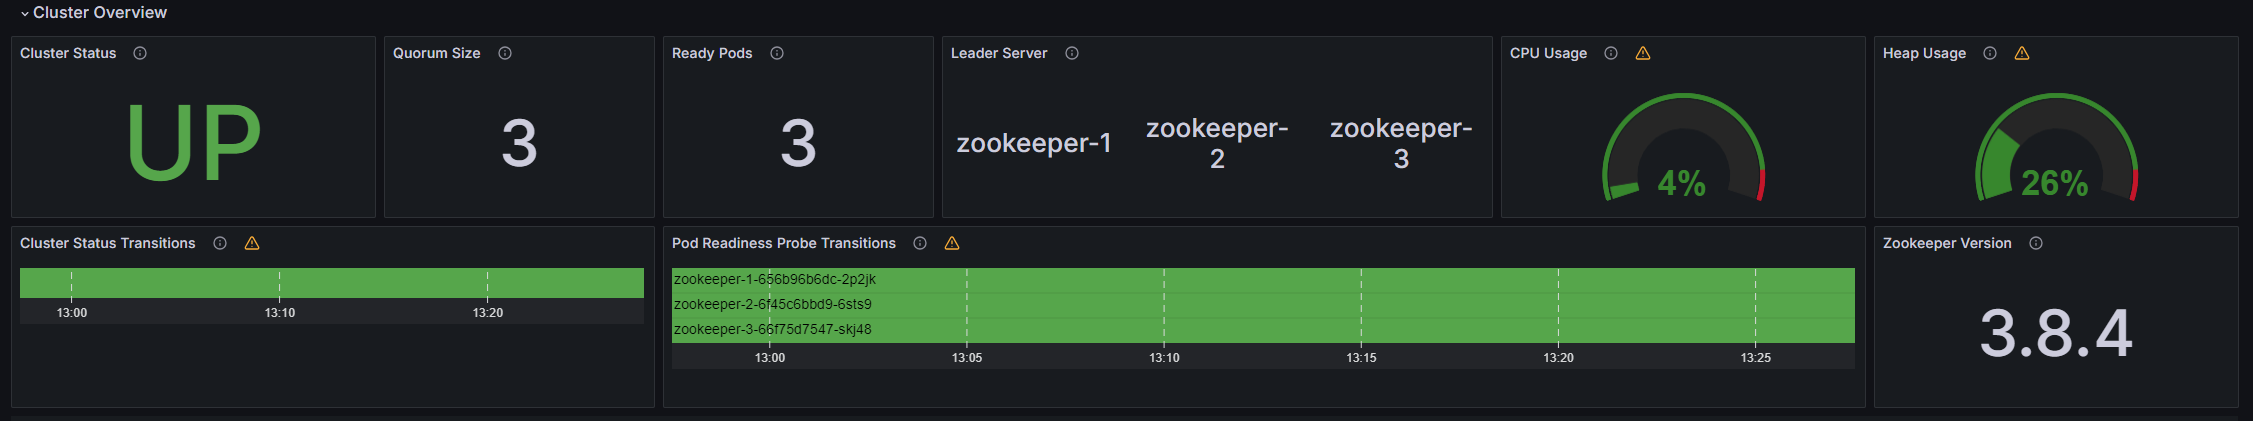 Cluster Overview
Cluster Status
UP
Quorum Size
3
Ready Pods
3
Leader Server
zookeeper-1
zookeeper-
2
zookeeper-
3
CPU Usage
4%
Heap Usage
26%
Cluster Status Transitions
13:00 13:10 13:20
Pod Readiness Probe Transitions
zookeeper-1-656b96b6dc-2p2jk
zookeeper-2-6f45c6bbd9-6sts9
zookeeper-3-66f75d7547-skj48
13:00 13:05 13:10 13:15 13:20 13:25
Zookeeper Version
3.8.4